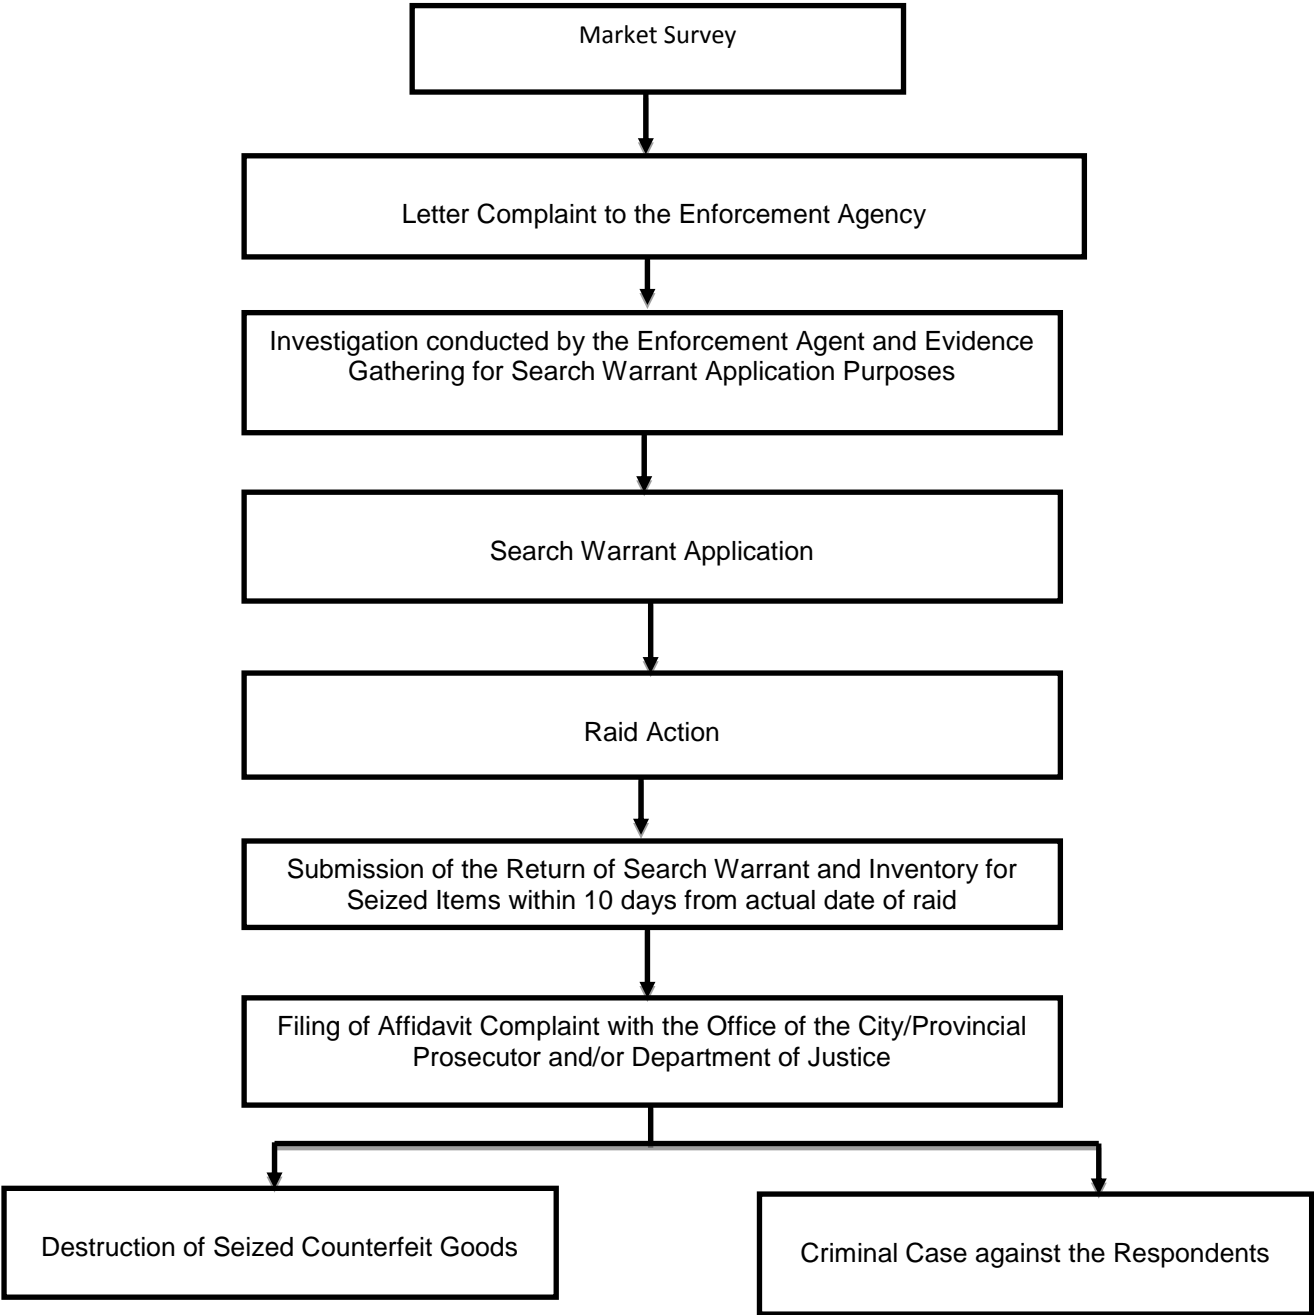 Market Survey
Letter Complaint to the Enforcement Agency
Investigation conducted by the Enforcement Agent and Evidence
Gathering for Search Warrant Application Purposes
Search Warrant Application
Raid Action
Submission of the Return of Search Warrant and Inventory for
Seized Items within 10 days from actual date of raid
Filing of Affidavit Complaint with the Office of the City/Provincial
Prosecutor and/or Department of Justice
Destruction of Seized Counterfeit Goods
Criminal Case against the Respondents